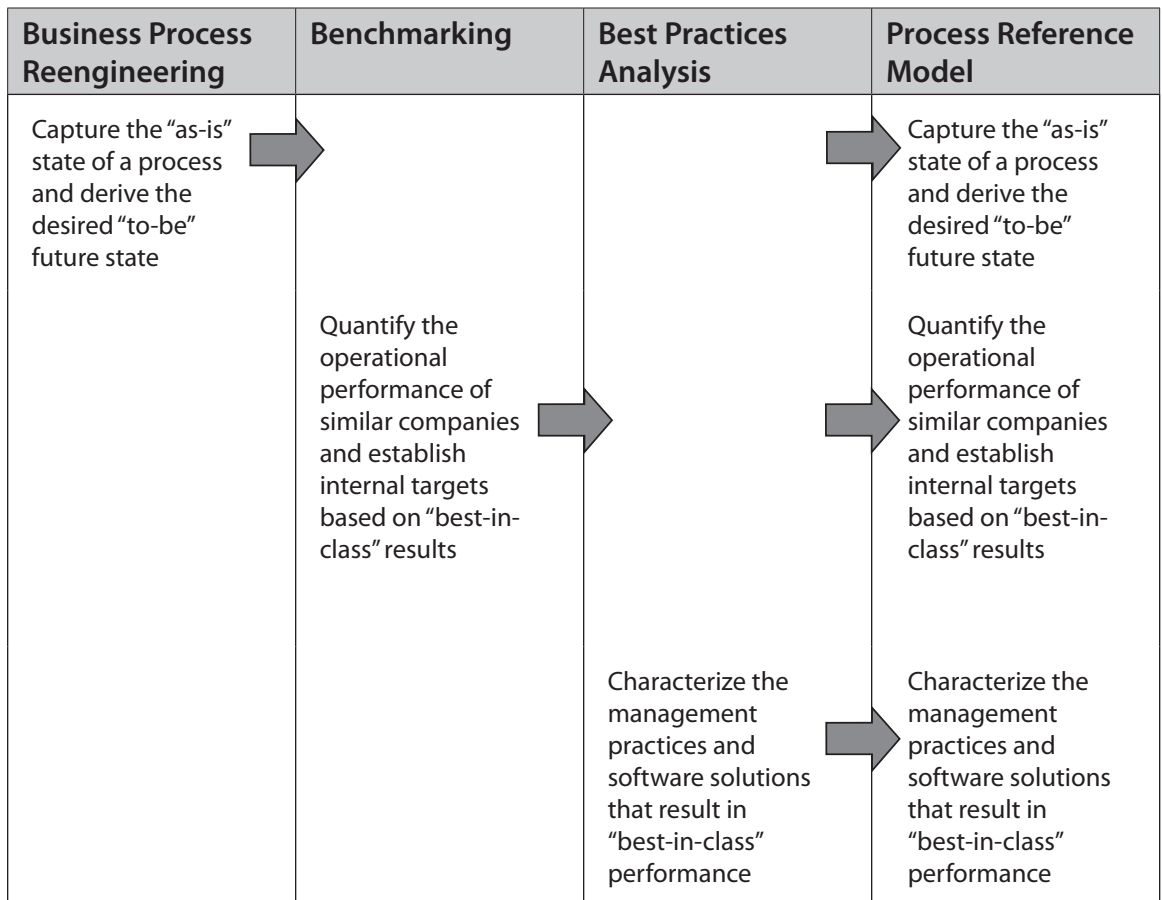 Business Process
Reengineering
Benchmarking
Best Practices
Analysis
Process Reference
Model
Capture the “as-is”
state of a process
and derive the
desired “to-be”
future state
Capture the “as-is”
state of a process
and derive the
desired “to-be”
future state
Quantify the
operational
performance of
similar companies
and establish
internal targets
based on “best-in-
class” results
Quantify the
operational
performance of
similar companies
and establish
internal targets
based on “best-in-
class” results
Characterize the
management
practices and
software solutions
that result in
“best-in-class”
performance
Characterize the
management
practices and
software solutions
that result in
“best-in-class”
performance